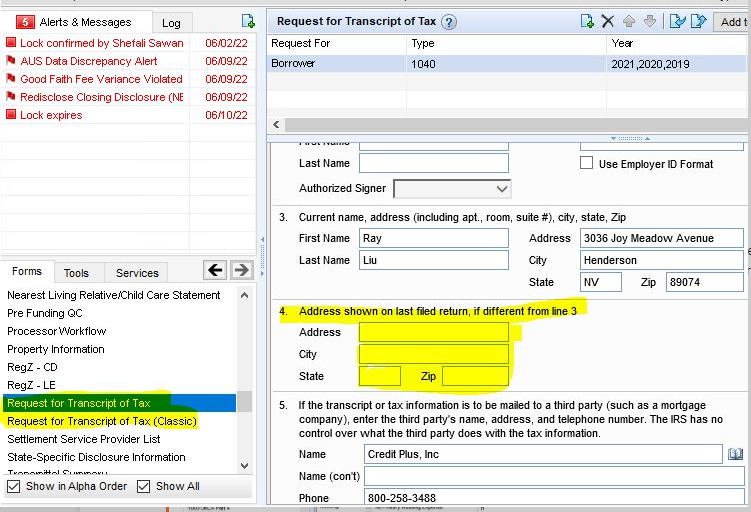 5 Alerts & Messages Log
Lock confirmed by Shefali Sawan 06/02/22
AUS Data Discrepancy Alert 06/09/22
Good Faith Fee Variance Violated 06/09/22
Redisclose Closing Disclosure (NE 06/09/22
Lock expires 06/10/22
Forms Tools Services
Nearest Living Relative/Child Care Statement
Pre Funding QC
Processor Workflow
Property Information
RegZ - CD
RegZ - LE
Request for Transcript of Tax
Request for Transcript of Tax (Classic)
Settlement Service Provider List
State-Specific Disclosure Information
Transmittal Summary
Show in Alpha Order Show All
Request for Transcript of Tax ? Add t
Request For Type Year
Borrower 1040 2021,2020,2019
First Name
Last Name Use Employer ID Format
Authorized Signer
3. Current name, address (including apt., room, suite #), city, state, Zip
First Name Ray Address 3036 Joy Meadow Avenue
Last Name Liu City Henderson
State NV Zip 89074
4. Address shown on last filed return, if different from line 3
Address
City
State Zip
5. If the transcript or tax information is to be mailed to a third party (such as a mortgage
company), enter the third party's name, address, and telephone number. The IRS has no
control over what the third party does with the tax information.
Name Credit Plus, Inc
Name (con't)
Phone 800-258-3488